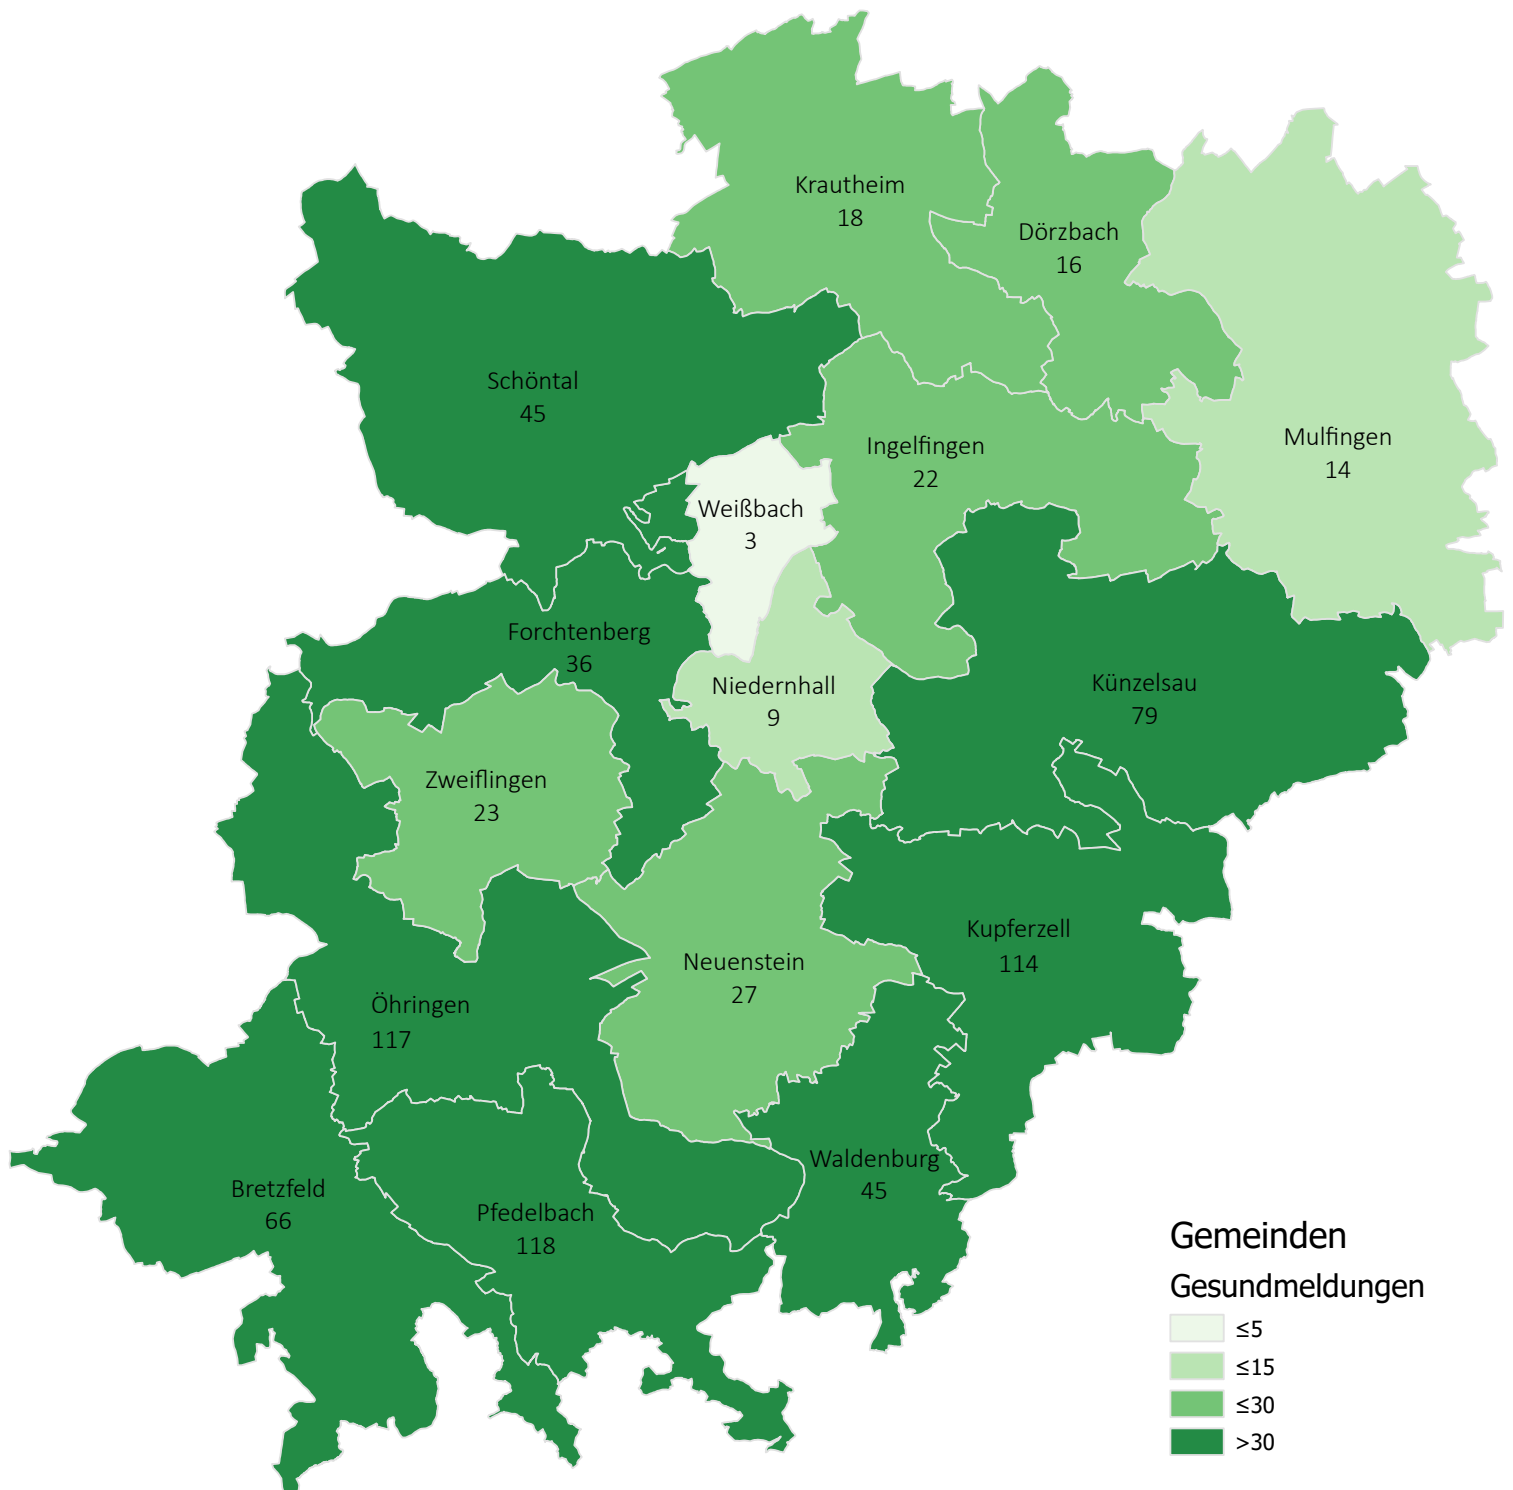 Krautheim
18
Dörzbach
16
Schöntal
45
Mulfingen
14
Ingelfingen
22
Weißbach
3
Forchtenberg
36
Niedernhall
9
Künzelsau
79
Zweiflingen
23
Kupferzell
114
Neuenstein
27
Öhringen
117
Waldenburg
45
Bretzfeld
66
Pfedelbach
118
Gemeinden
Gesundmeldungen
≤5
≤15
≤30
>30